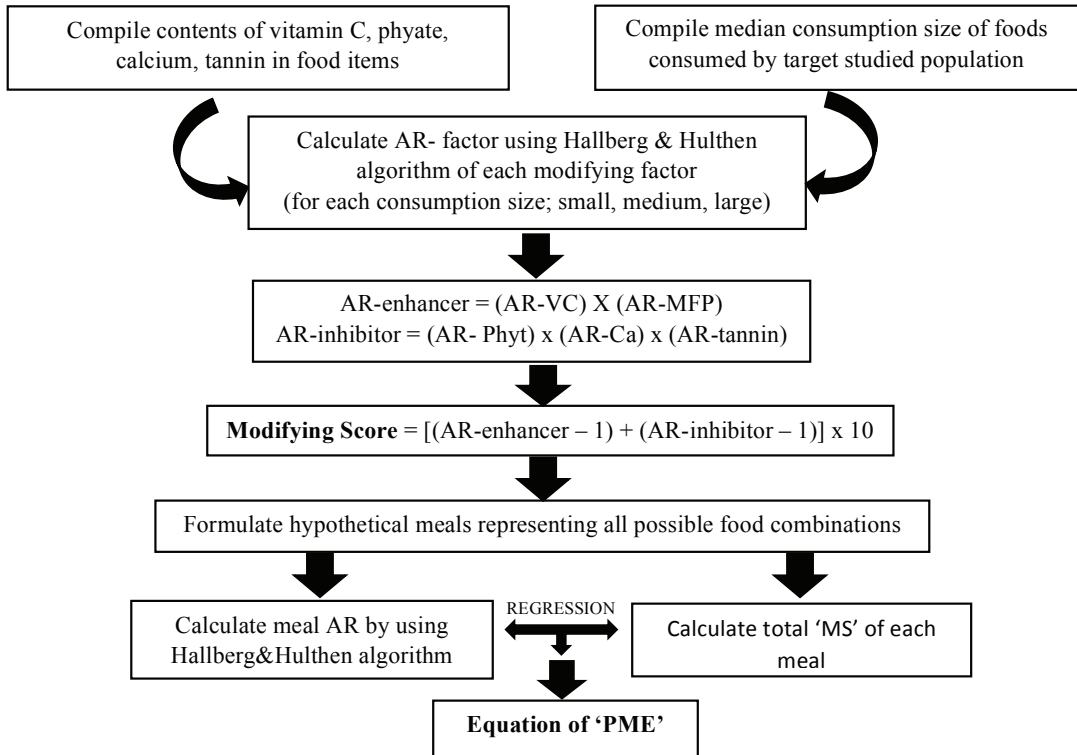 Compile contents of vitamin C, phyate,
calcium, tannin in food items
Compile median consumption size of foods
consumed by target studied population
Calculate AR- factor using Hallberg & Hulthen
algorithm of each modifying factor
(for each consumption size; small, medium, large)
AR-enhancer = (AR-VC) X (AR-MFP)
AR-inhibitor = (AR- Phyt) x (AR-Ca) x (AR-tannin)
Modifying Score = [(AR-enhancer – 1) + (AR-inhibitor – 1)] x 10
Formulate hypothetical meals representing all possible food combinations
Calculate meal AR by using
Hallberg&Hulthen algorithm
REGRESSION
Calculate total ‘MS’ of each
meal
Equation of ‘PME’